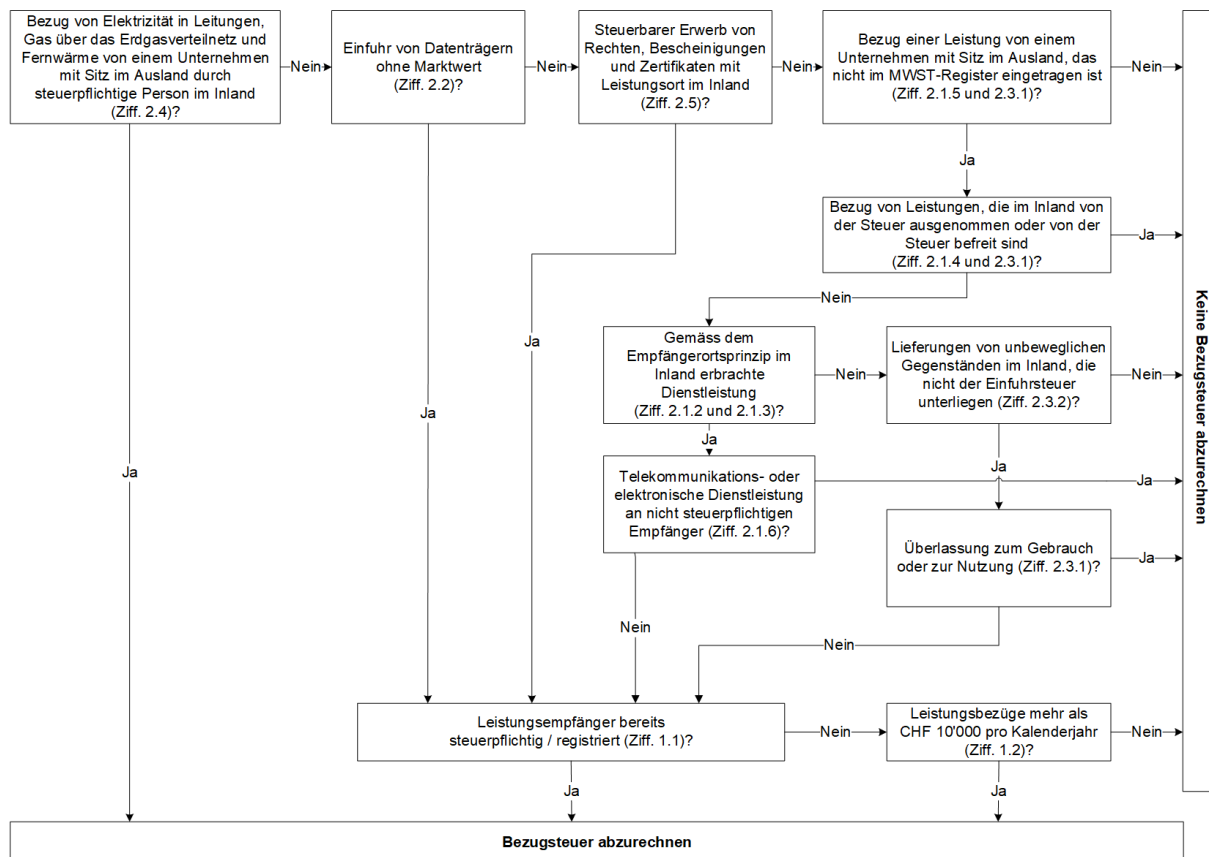 Bezug von Elektrizität in Leitungen,
Gas über das Erdgasverteilnetz und
Fernwärme von einem Unternehmen
mit Sitz im Ausland durch
steuerpflichtige Person im Inland
(Ziff. 2.4)?
Nein
Einfuhr von Datenträgern
ohne Marktwert
(Ziff. 2.2)?
Nein
Steuerbarer Erwerb von
Rechten, Bescheinigungen
und Zertifikaten mit
Leistungsort im Inland
(Ziff. 2.5)?
Nein
Bezug einer Leistung von einem
Unternehmen mit Sitz im Ausland, das
nicht im MWST-Register eingetragen ist
(Ziff. 2.1.5 und 2.3.1)?
Nein
Ja
Bezug von Leistungen, die im Inland von
der Steuer ausgenommen oder von der
Steuer befreit sind
(Ziff. 2.1.4 und 2.3.1)?
Ja
Nein
Gemäss dem
Empfängerortsprinzip im
Inland erbrachte
Dienstleistung
(Ziff. 2.1.2 und 2.1.3)?
Nein
Lieferungen von unbeweglichen
Gegenständen im Inland, die
nicht der Einfuhrsteuer
unterliegen (Ziff. 2.3.2)?
Nein
Ja
Ja
Ja
Ja
Ja
Telekommunikations- oder
elektronische Dienstleistung
an nicht steuerpflichtigen
Empfänger (Ziff. 2.1.6)?
Ja
Überlassung zum Gebrauch
oder zur Nutzung (Ziff. 2.3.1)?
Ja
Nein
Nein
Leistungsempfänger bereits
steuerpflichtig / registriert (Ziff. 1.1)?
Nein
Leistungsbezüge mehr als
CHF 10'000 pro Kalenderjahr
(Ziff. 1.2)?
Nein
Ja
Ja
Keine Bezugsteuer abzurechnen
Bezugsteuer abzurechnen